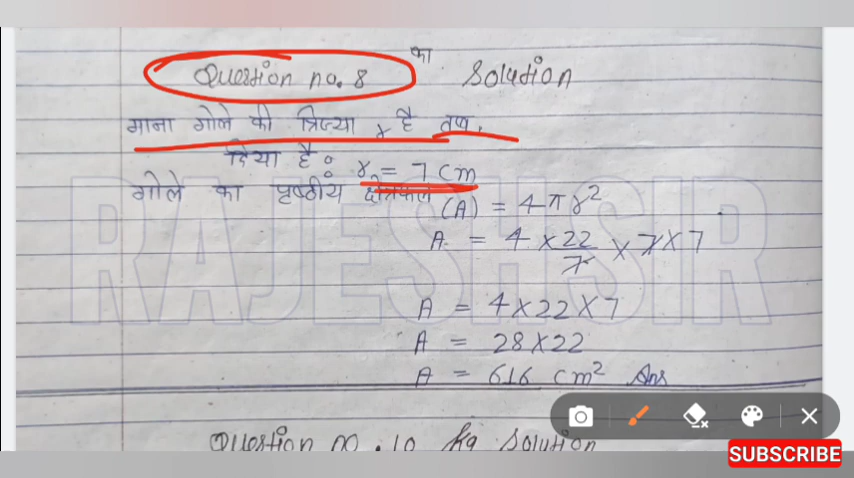 Question no. 8 का Solution
माना गोले की त्रिज्या r है तब,
दिया है : r = 7 cm
गोले का पृष्ठीय क्षेत्रफल (A) = 4πr²
A = 4 × 22/7 × 7 × 7
A = 4 × 22 × 7
A = 28 × 22
A = 616 cm² Ans
Question no. 10 ka Solution
RAJESH SIR
SUBSCRIBE